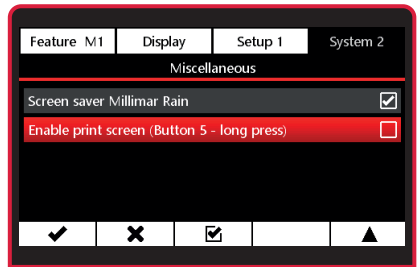 Feature M1 Display Setup 1 System 2
Miscellaneous
Screen saver Millimar Rain
Enable print screen (Button 5 - long press)